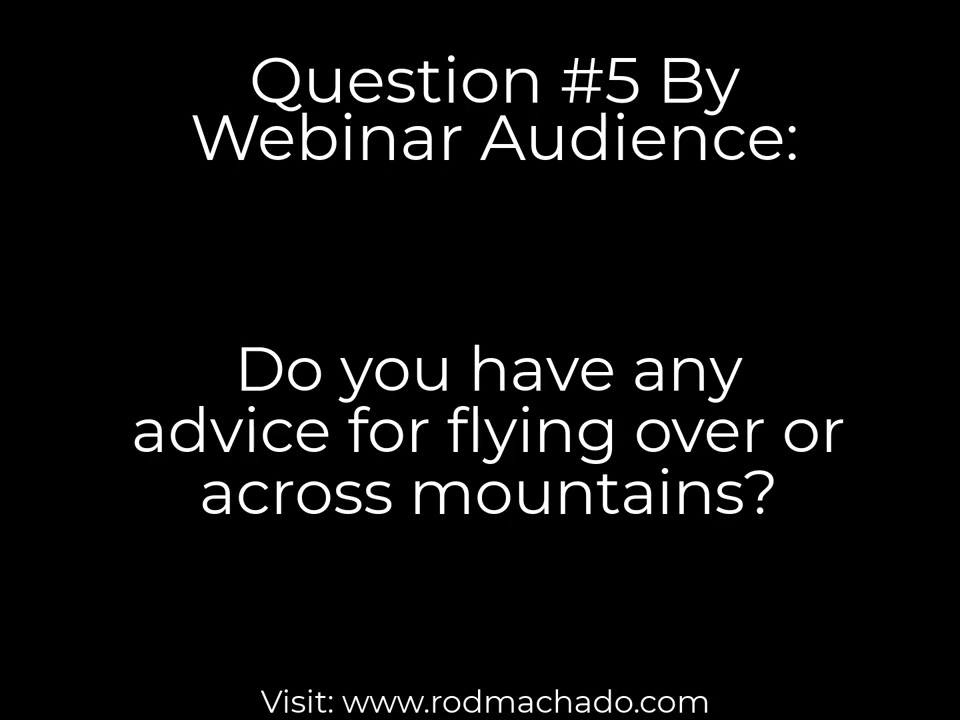 Question #5 By
Webinar Audience:
Do you have any
advice for flying over or
across mountains?
Visit: www.rodmachado.com